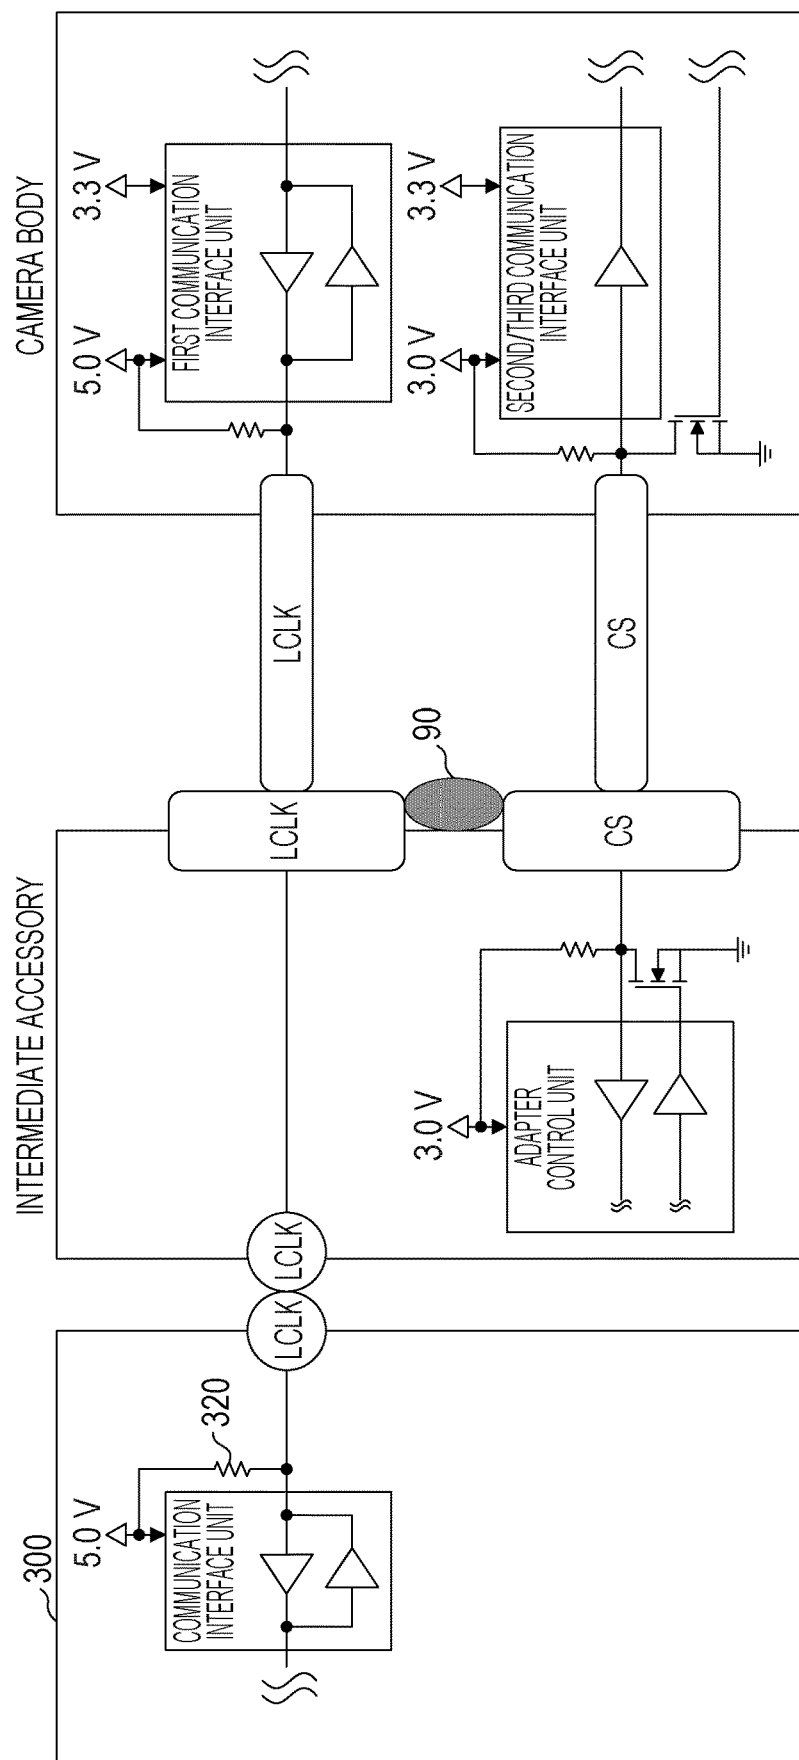 300
5.0 V
COMMUNICATION
INTERFACE UNIT
320
LCLK
INTERMEDIATE ACCESSORY
LCLK
3.0 V
ADAPTER
CONTROL UNIT
LCLK
90
CS
LCLK
CS
CAMERA BODY
5.0 V
3.3 V
FIRST COMMUNICATION
INTERFACE UNIT
3.0 V
3.3 V
SECOND/THIRD COMMUNICATION
INTERFACE UNIT